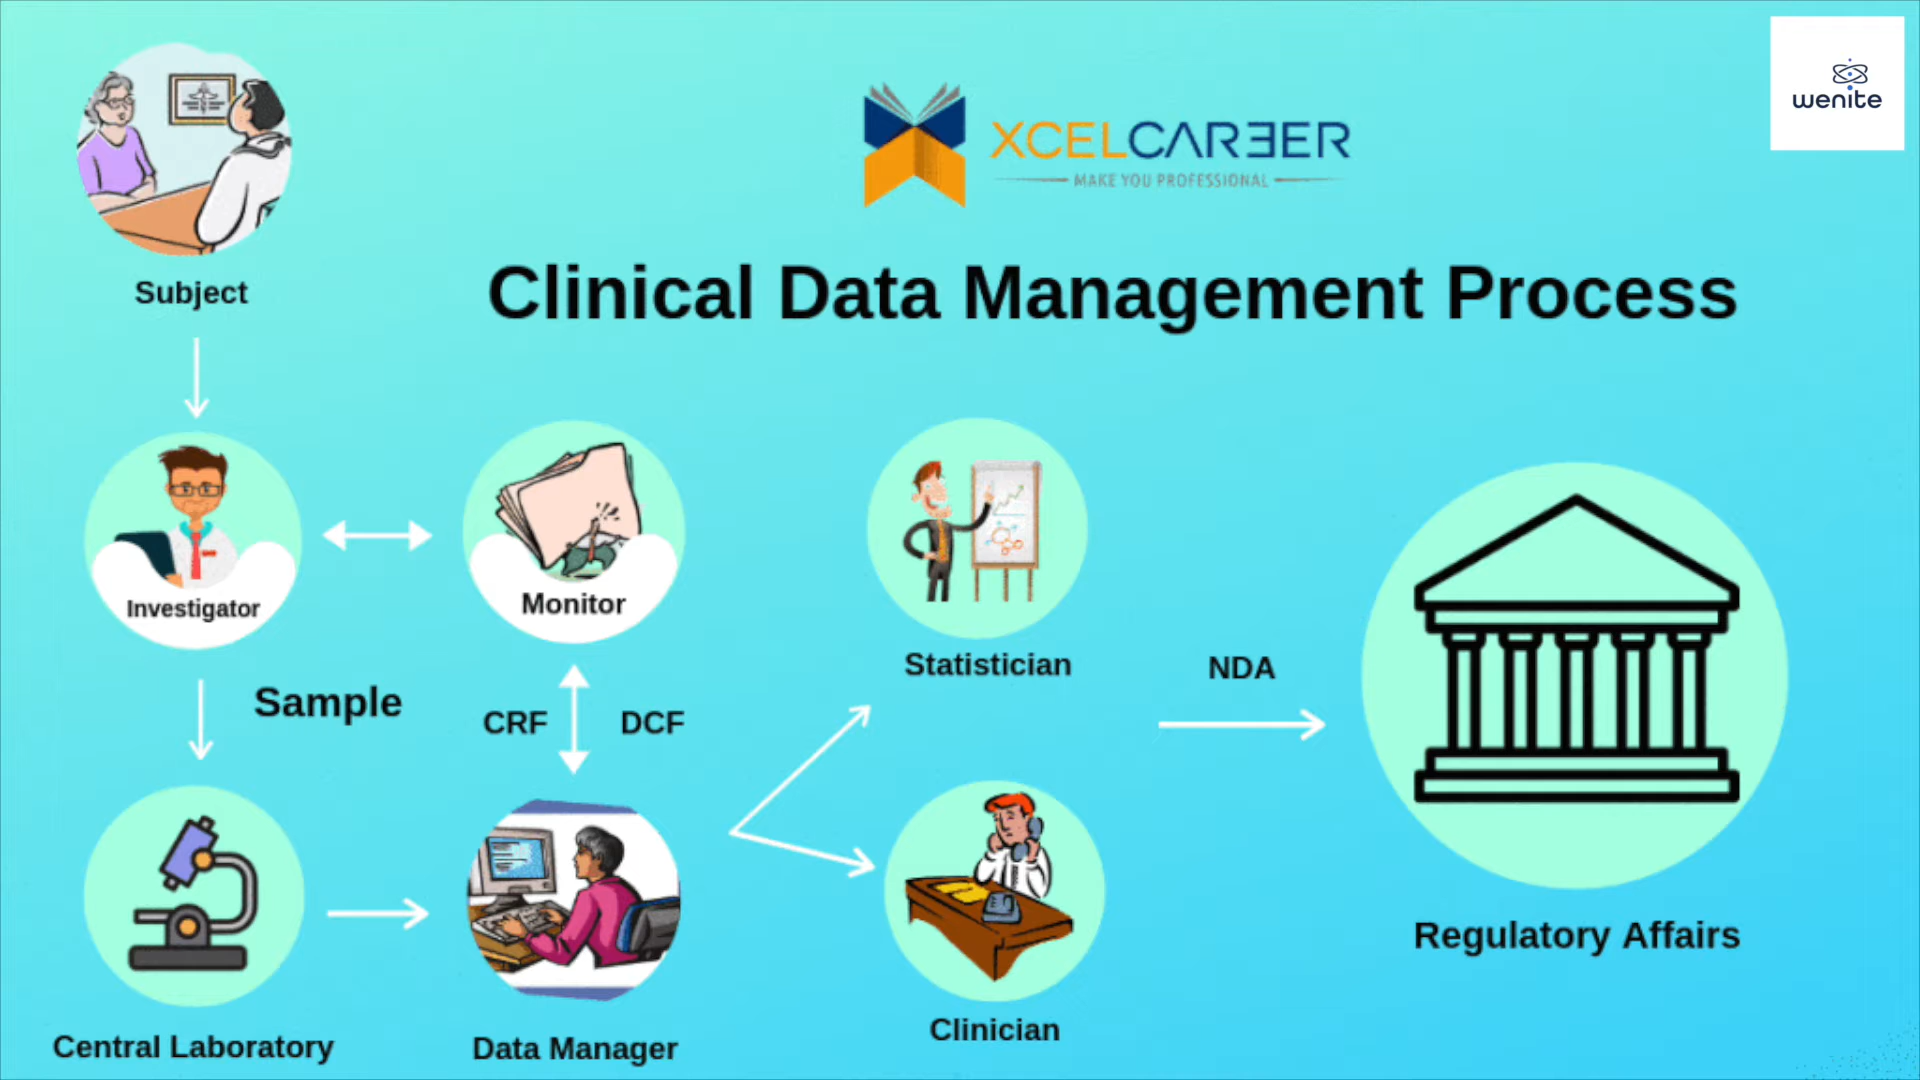 wenite
XCELCAREER
MAKE YOU PROFESSIONAL
Clinical Data Management Process
Subject
Investigator
Monitor
Sample
CRF
DCF
Statistician
NDA
Central Laboratory
Data Manager
Clinician
Regulatory Affairs